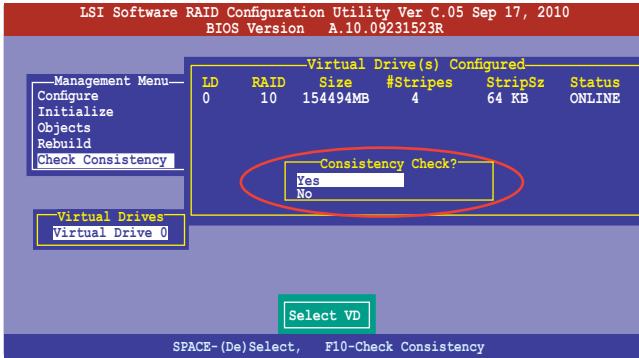 LSI Software RAID Configuration Utility Ver C.05 Sep 17, 2010
BIOS Version A.10.09231523R
Virtual Drive(s) Configured
LD RAID Size #Stripes StripSz Status
0 10 154494MB 4 64 KB ONLINE
Management Menu
Configure
Initialize
Objects
Rebuild
Check Consistency
Consistency Check?
Yes
No
Virtual Drives
Virtual Drive 0
Select VD
SPACE-(De)Select, F10-Check Consistency